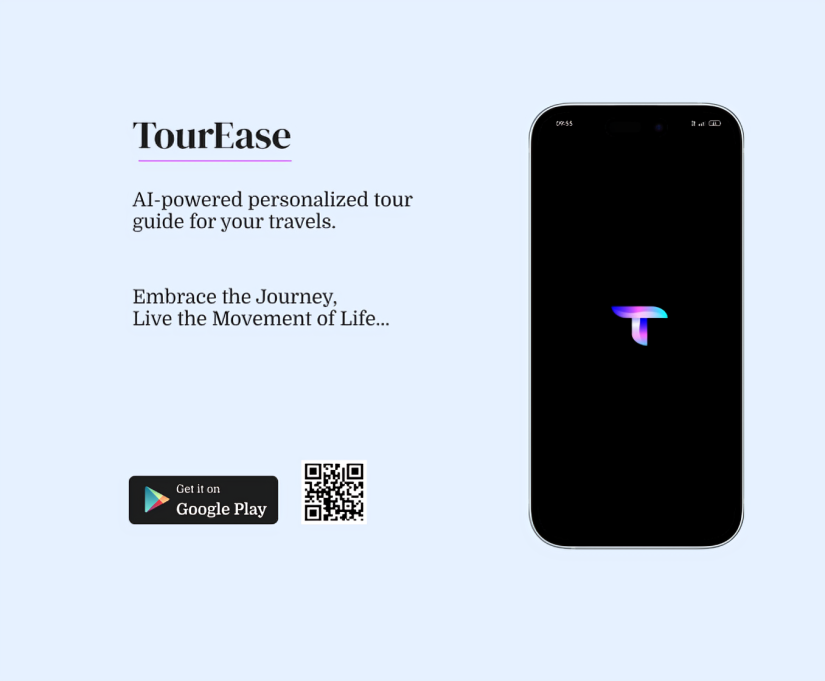 TourEase
AI-powered personalized tour
guide for your travels.
Embrace the Journey,
Live the Movement of Life...
Get it on
Google Play
09:55
T